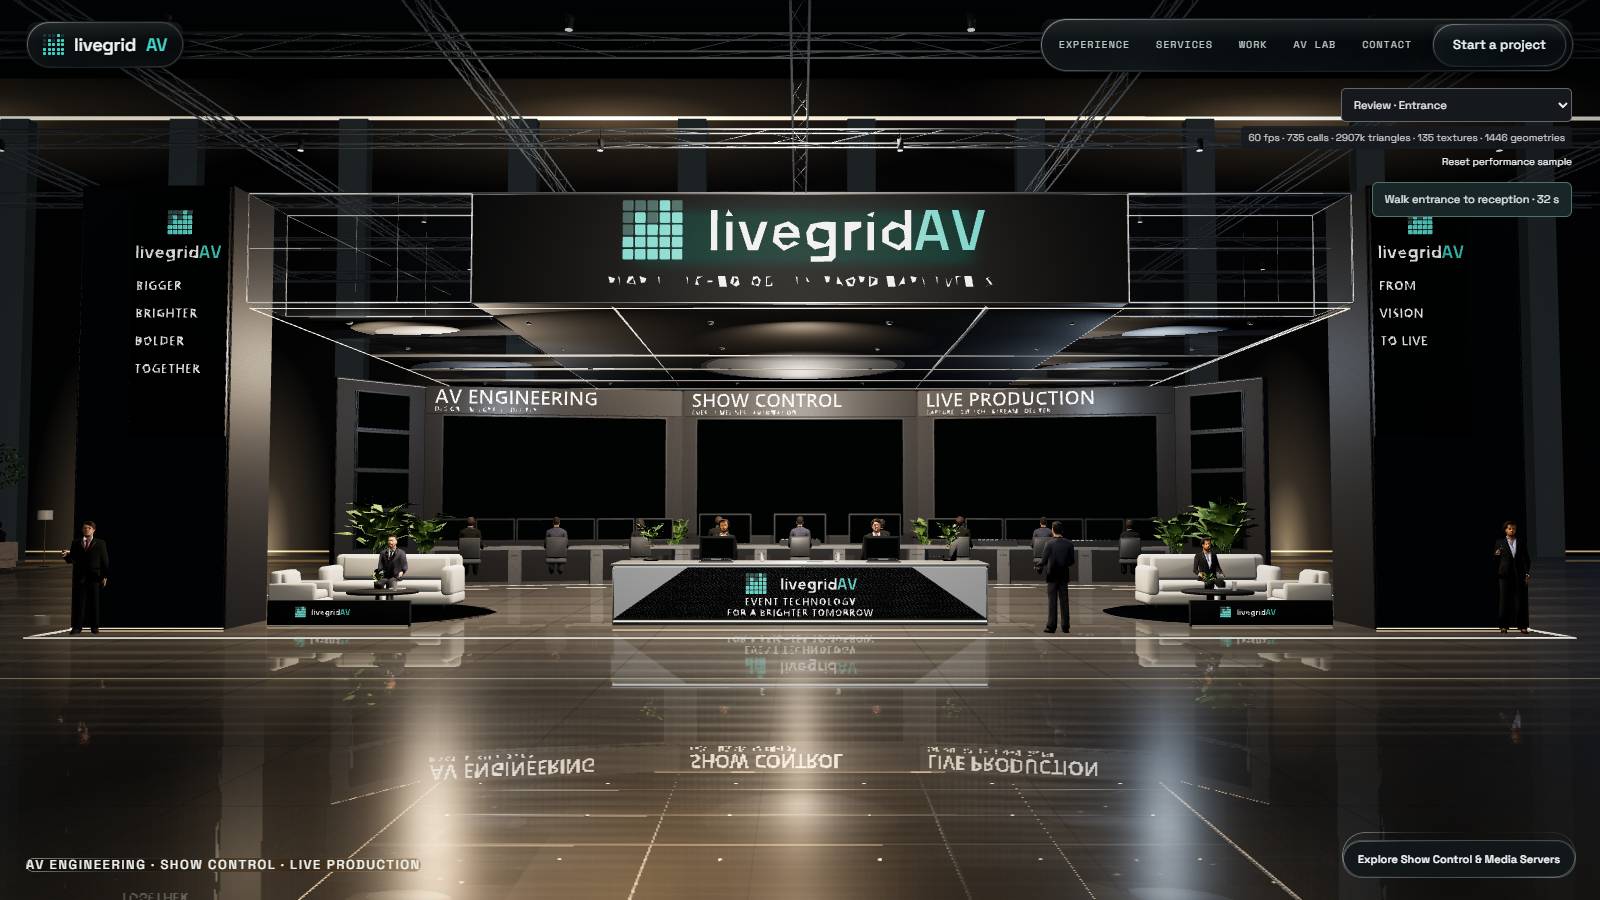 livegrid AV
EXPERIENCE SERVICES WORK AV LAB CONTACT Start a project
Review · Entrance
60 fps · 735 calls · 2907k triangles · 135 textures · 1446 geometries
Reset performance sample
Walk entrance to reception · 32 s
livegridAV
BIGGER
BRIGHTER
BOLDER
TOGETHER
livegridAV
livegridAV
FROM
VISION
TO LIVE
AV ENGINEERING
SHOW CONTROL
LIVE PRODUCTION
livegridAV
EVENT TECHNOLOGY
FOR A BRIGHTER TOMORROW
livegridAV
livegridAV
AV ENGINEERING · SHOW CONTROL · LIVE PRODUCTION
Explore Show Control & Media Servers